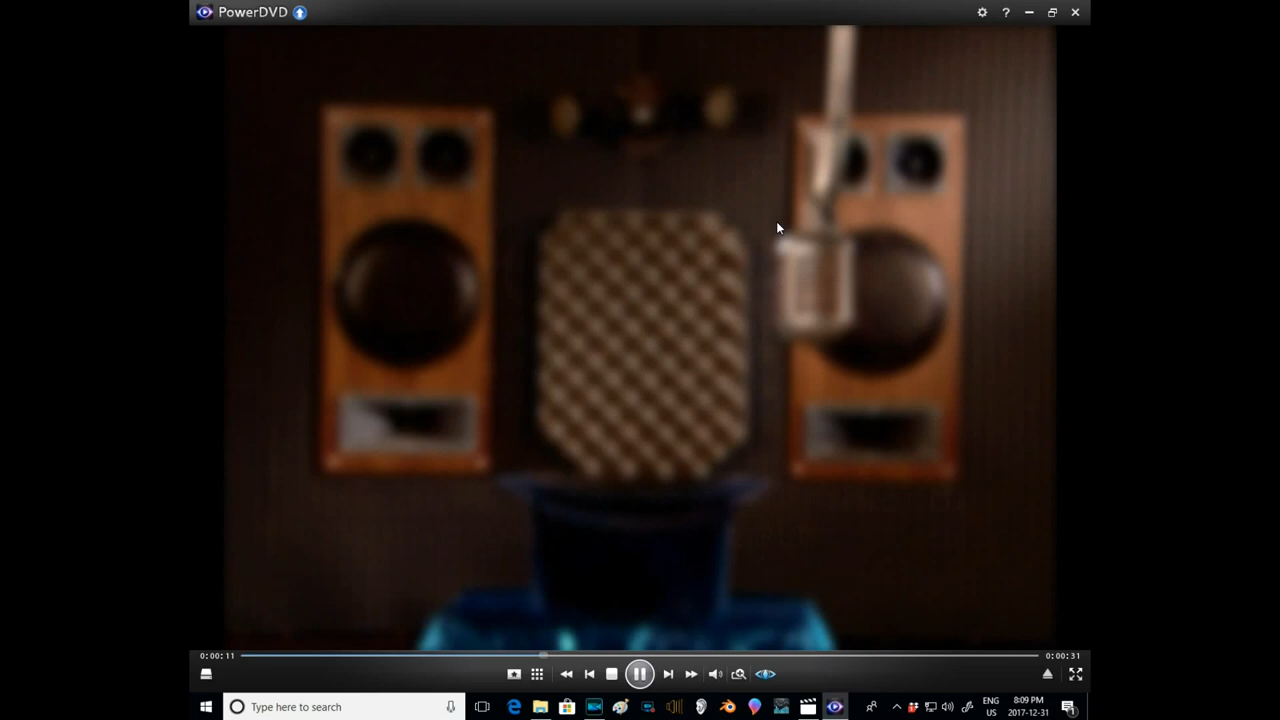 PowerDVD
?
0:00:11
0:00:31
Type here to search
ENG
US
8:09 PM
2017-12-31
1